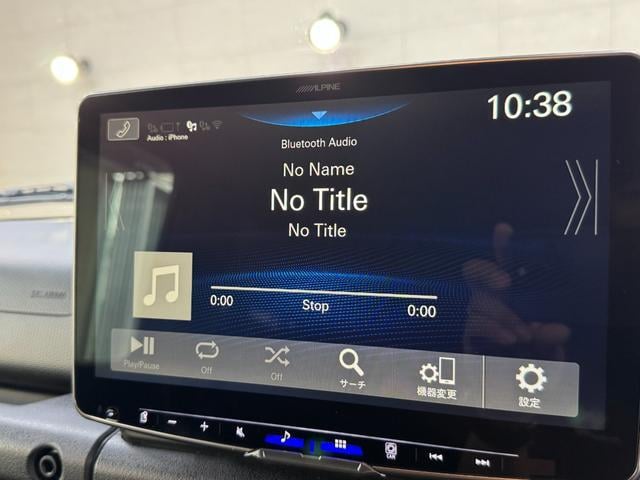 ALPINE
10:38
Audio : iPhone
Bluetooth Audio
No Name
No Title
No Title
0:00
Stop
0:00
Play/Pause
Off
Off
サーチ
機器変更
設定
CAM